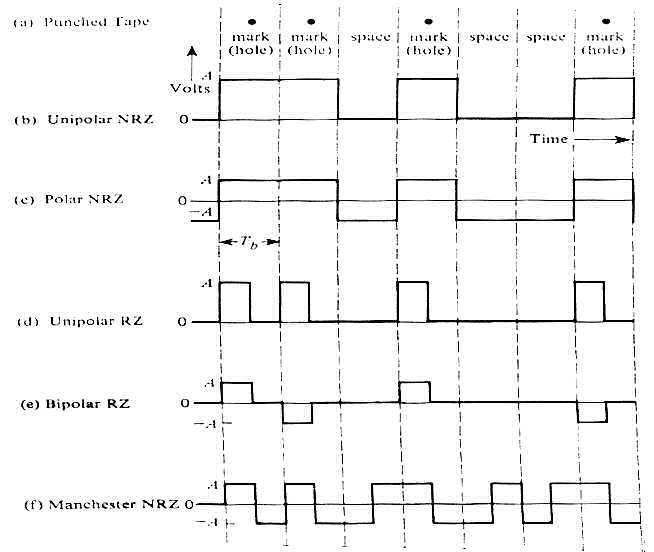 (a) Punched Tape
mark (hole)
mark (hole)
space
mark (hole)
space
space
mark (hole)
A
Volts
(b) Unipolar NRZ 0
Time
A
(c) Polar NRZ 0
−A
T_b
A
(d) Unipolar RZ 0
A
(e) Bipolar RZ 0
−A
A
(f) Manchester NRZ 0
−A